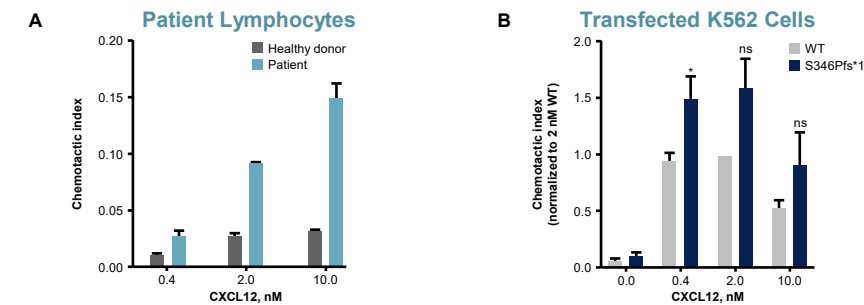 A
Patient Lymphocytes
Chemotactic index
0.20
0.15
0.10
0.05
0.00
Healthy donor
Patient
0.4
2.0
10.0
CXCL12, nM
B
Transfected K562 Cells
Chemotactic index
(normalized to 2 nM WT)
2.0
1.5
1.0
0.5
0.0
WT
S346Pfs*1
*
ns
ns
0.0
0.4
2.0
10.0
CXCL12, nM